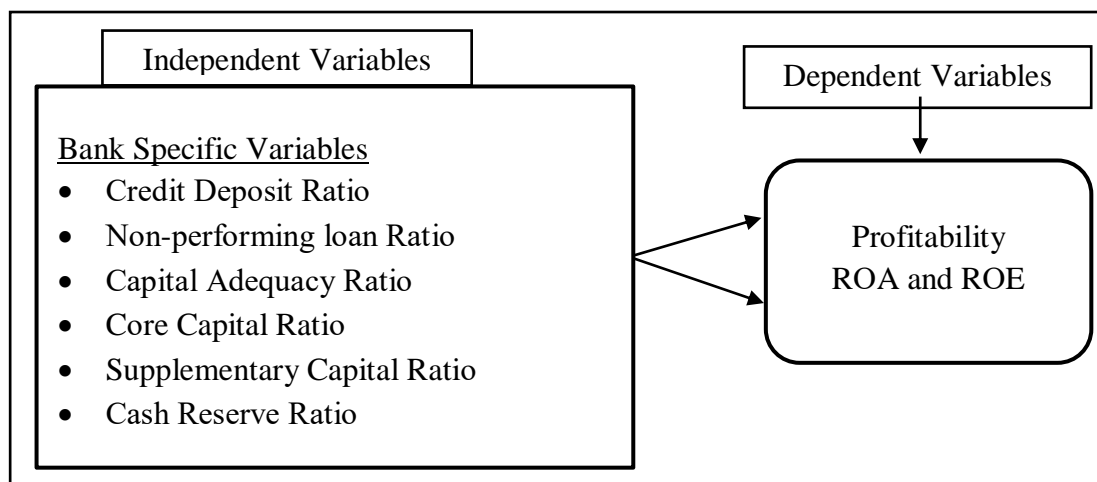 Independent Variables
Dependent Variables
Bank Specific Variables
• Credit Deposit Ratio
• Non-performing loan Ratio
• Capital Adequacy Ratio
• Core Capital Ratio
• Supplementary Capital Ratio
• Cash Reserve Ratio
Profitability
ROA and ROE